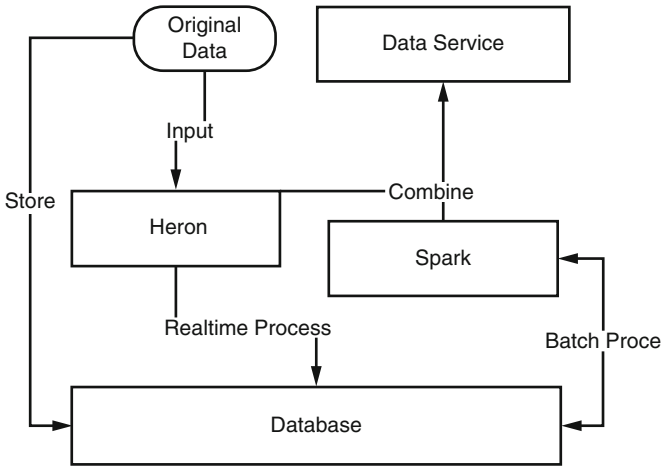 Original
Data
Data Service
Input
Store
Combine
Heron
Spark
Realtime Process
Batch Proce
Database